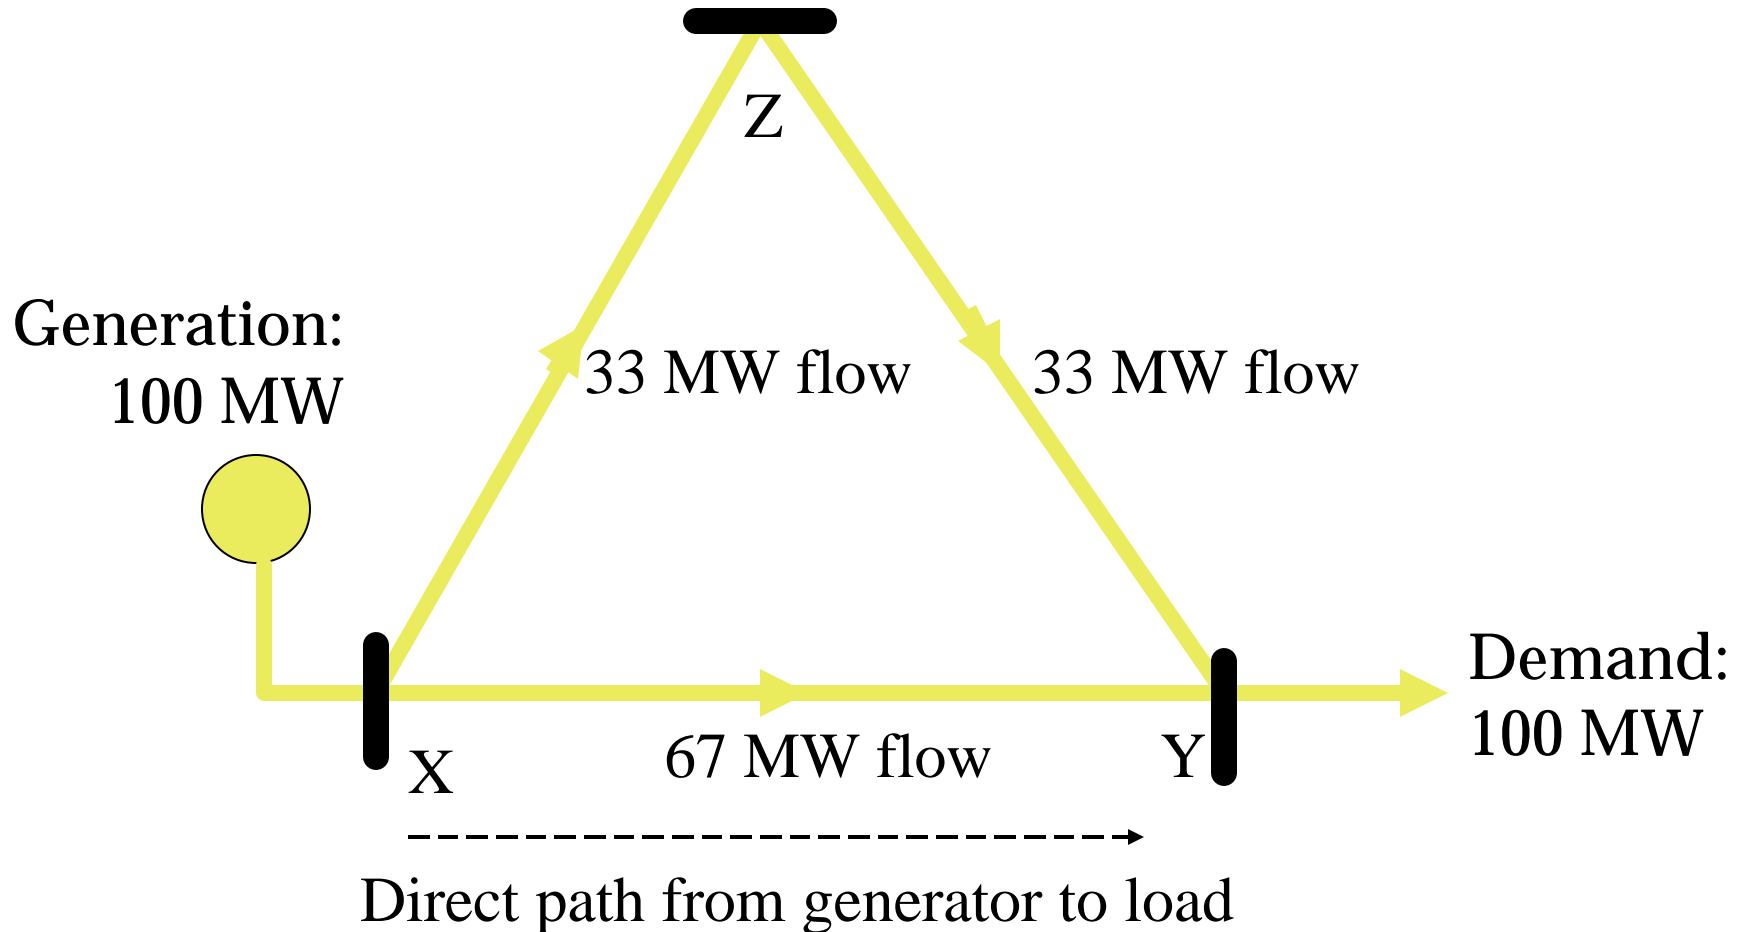 Z
Generation:
100 MW
33 MW flow
33 MW flow
Demand:
100 MW
67 MW flow
X
Y
Direct path from generator to load